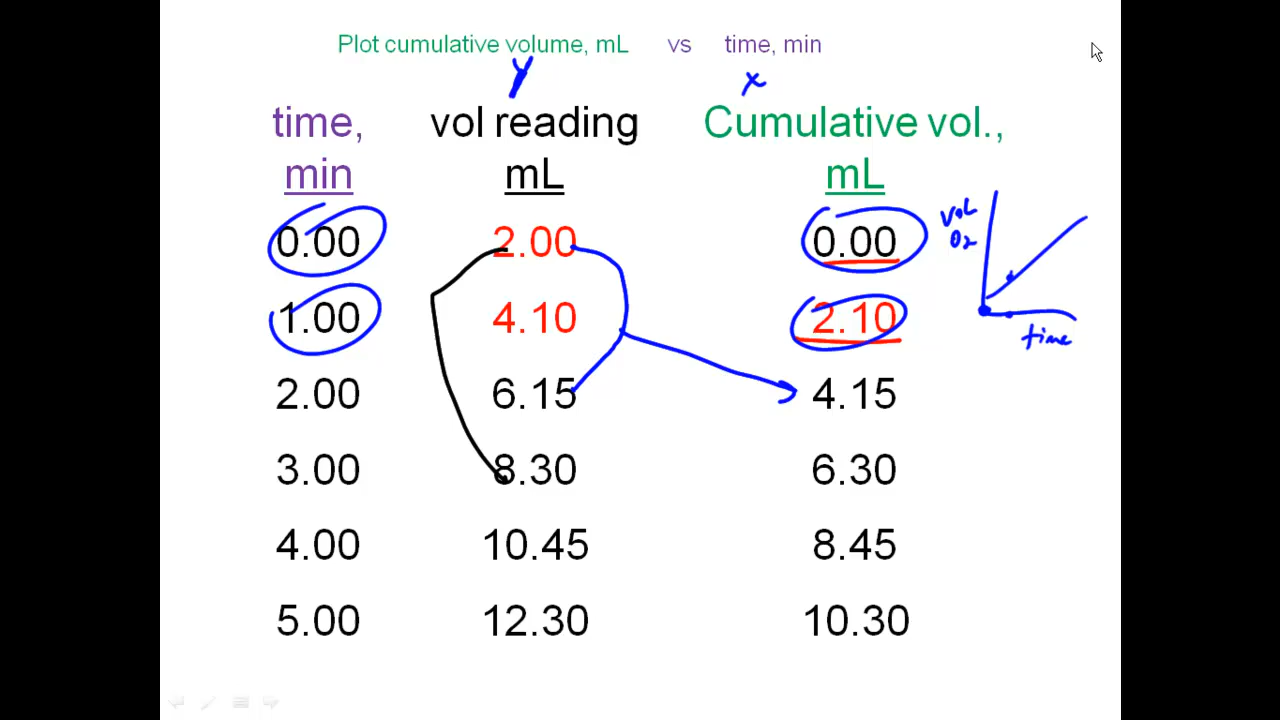 Plot cumulative volume, mL vs time, min
y x
time, vol reading Cumulative vol.,
min mL mL
0.00 2.00 0.00
vol
O2
1.00 4.10 2.10
time
2.00 6.15 4.15
3.00 8.30 6.30
4.00 10.45 8.45
5.00 12.30 10.30